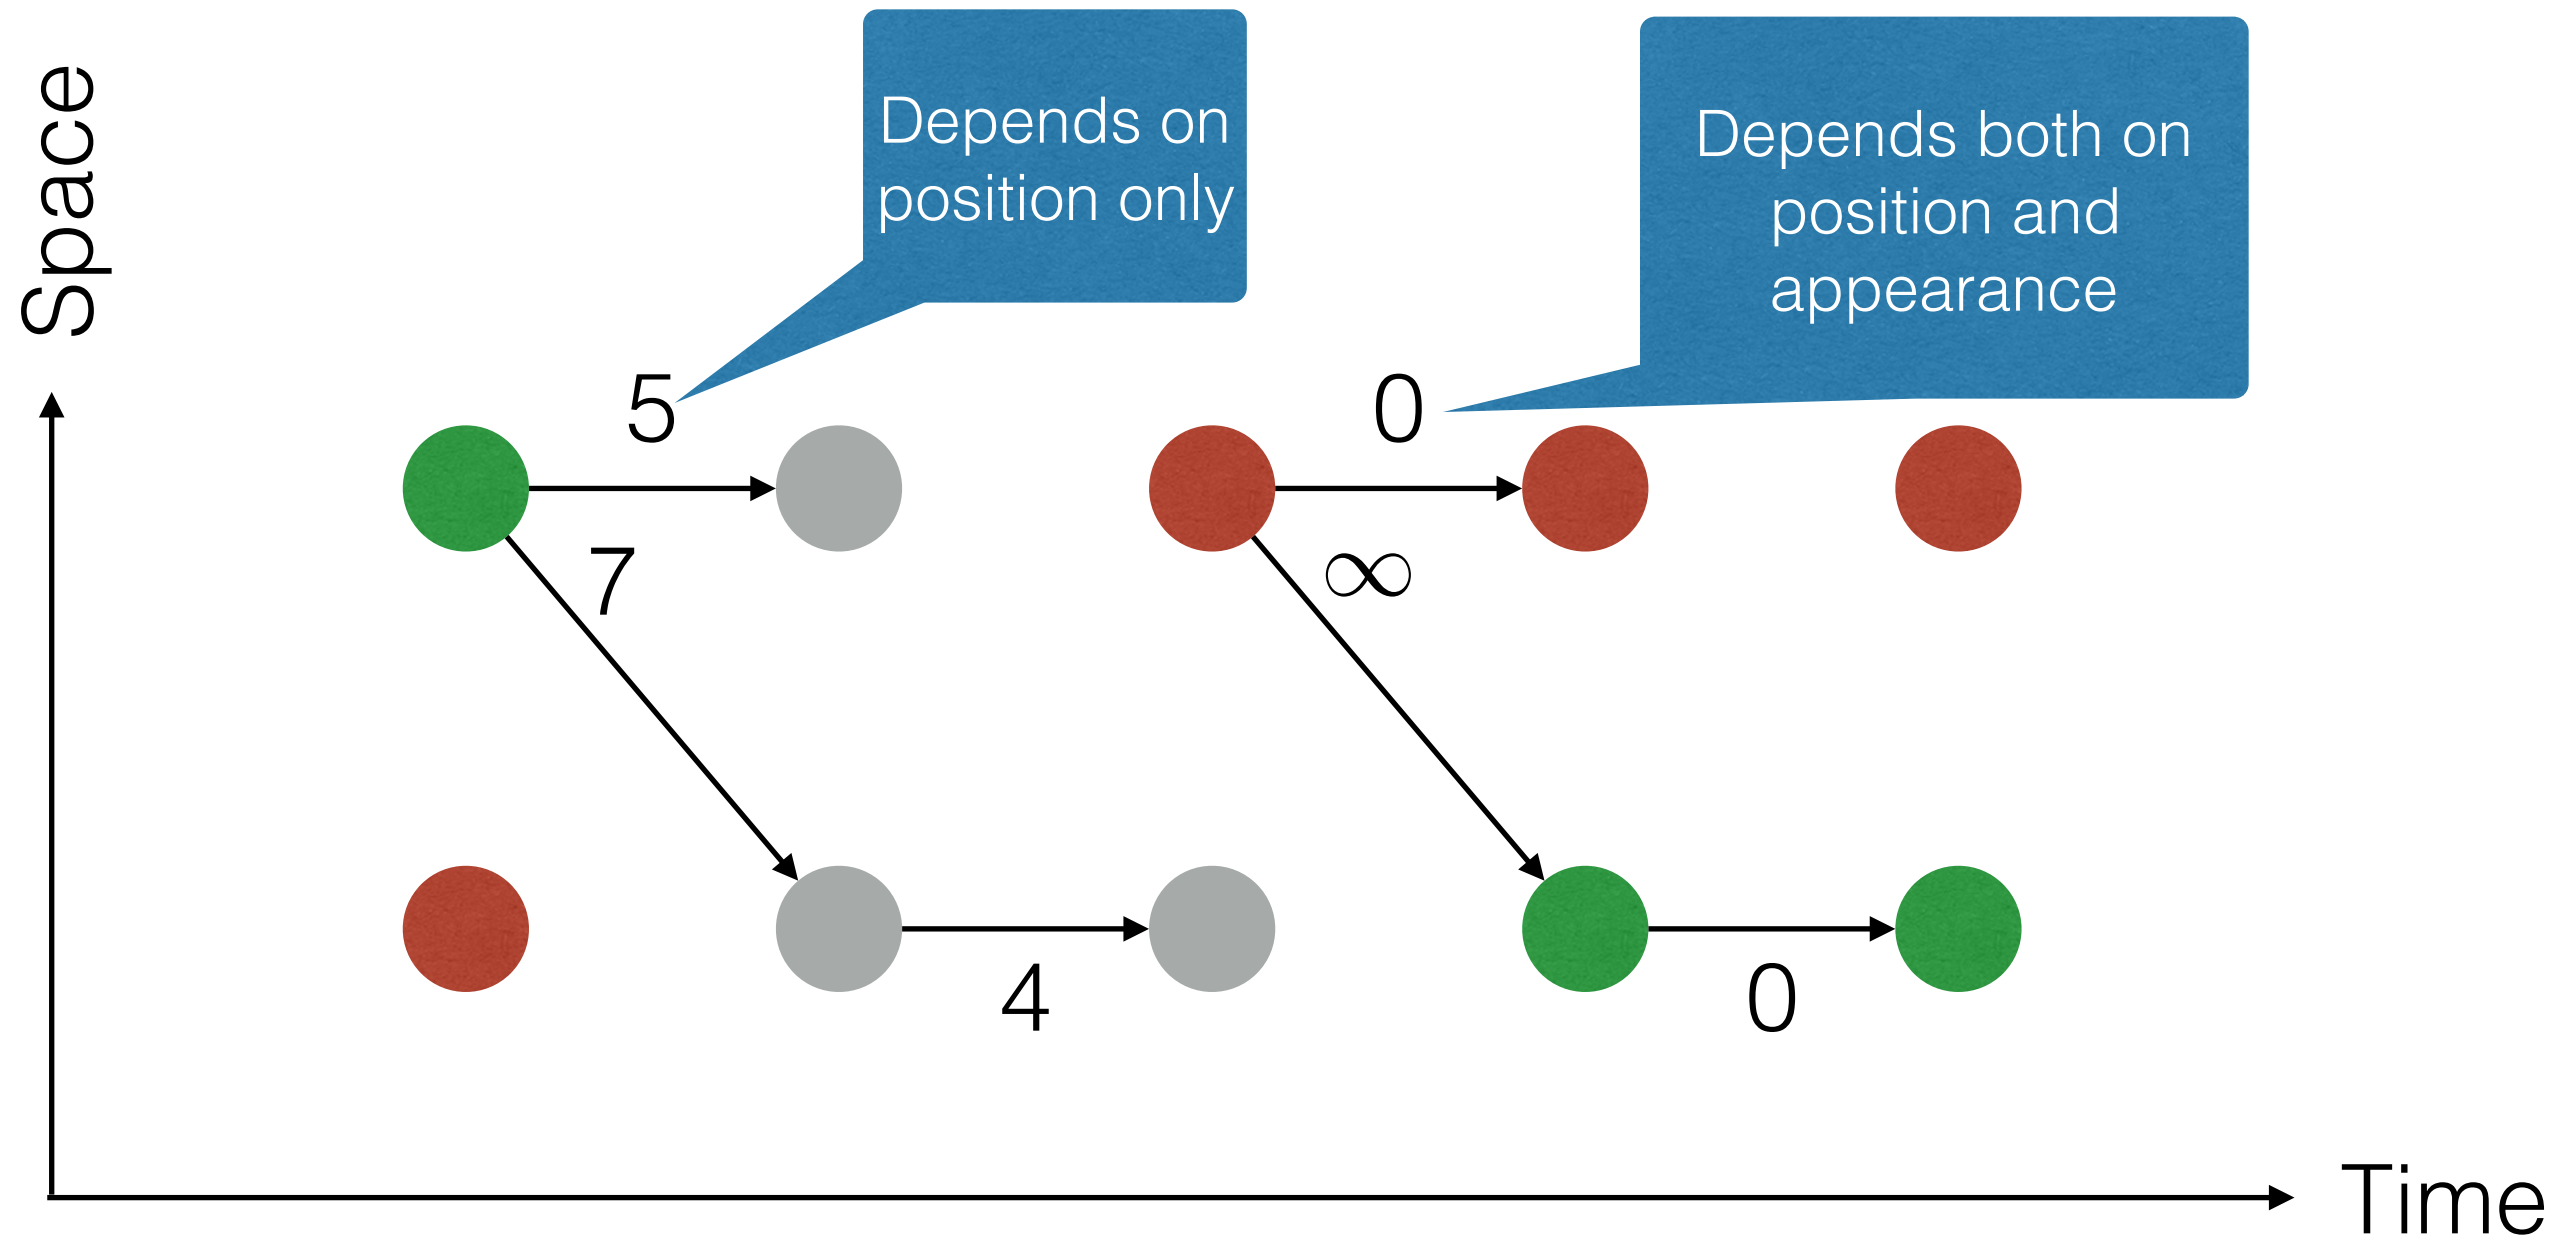 Space
Depends on
position only
Depends both on
position and
appearance
5
0
7
∞
4
0
Time